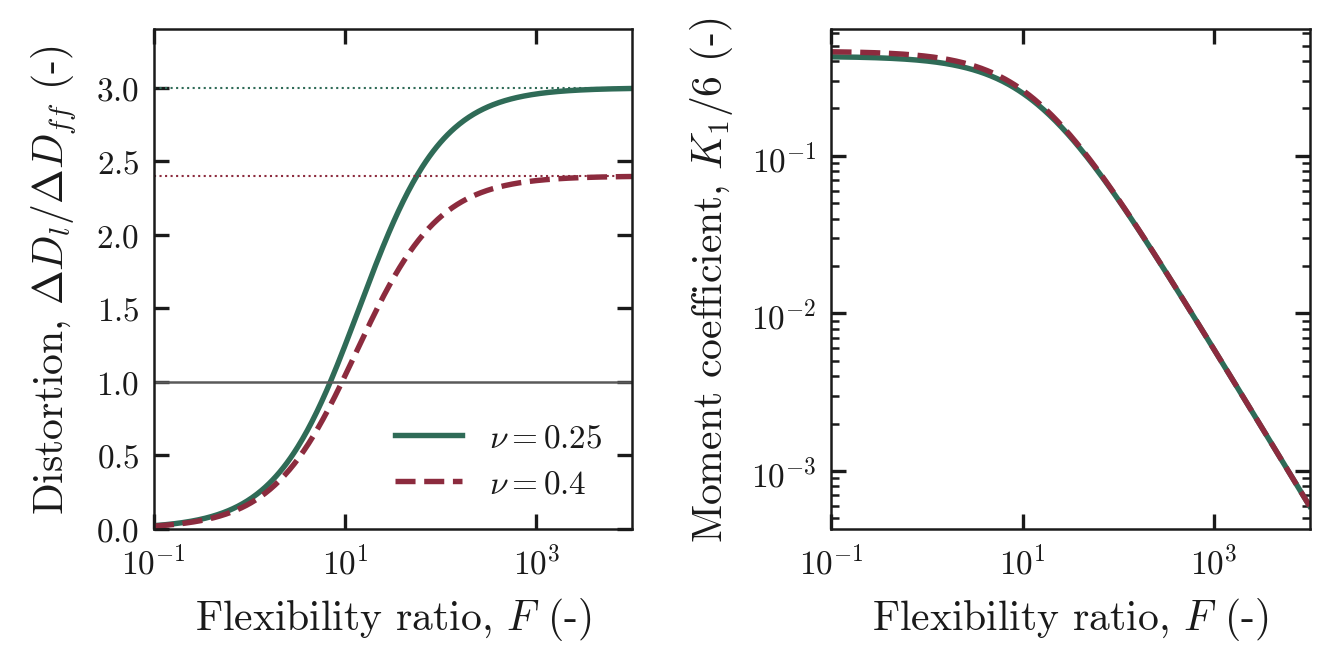 Distortion, ΔD_l/ΔD_ff (-)
3.0
2.5
2.0
1.5
1.0
0.5
0.0
ν = 0.25
ν = 0.4
10^−1
10^1
10^3
Flexibility ratio, F (-)
Moment coefficient, K_1/6 (-)
10^−1
10^−2
10^−3
10^−1
10^1
10^3
Flexibility ratio, F (-)